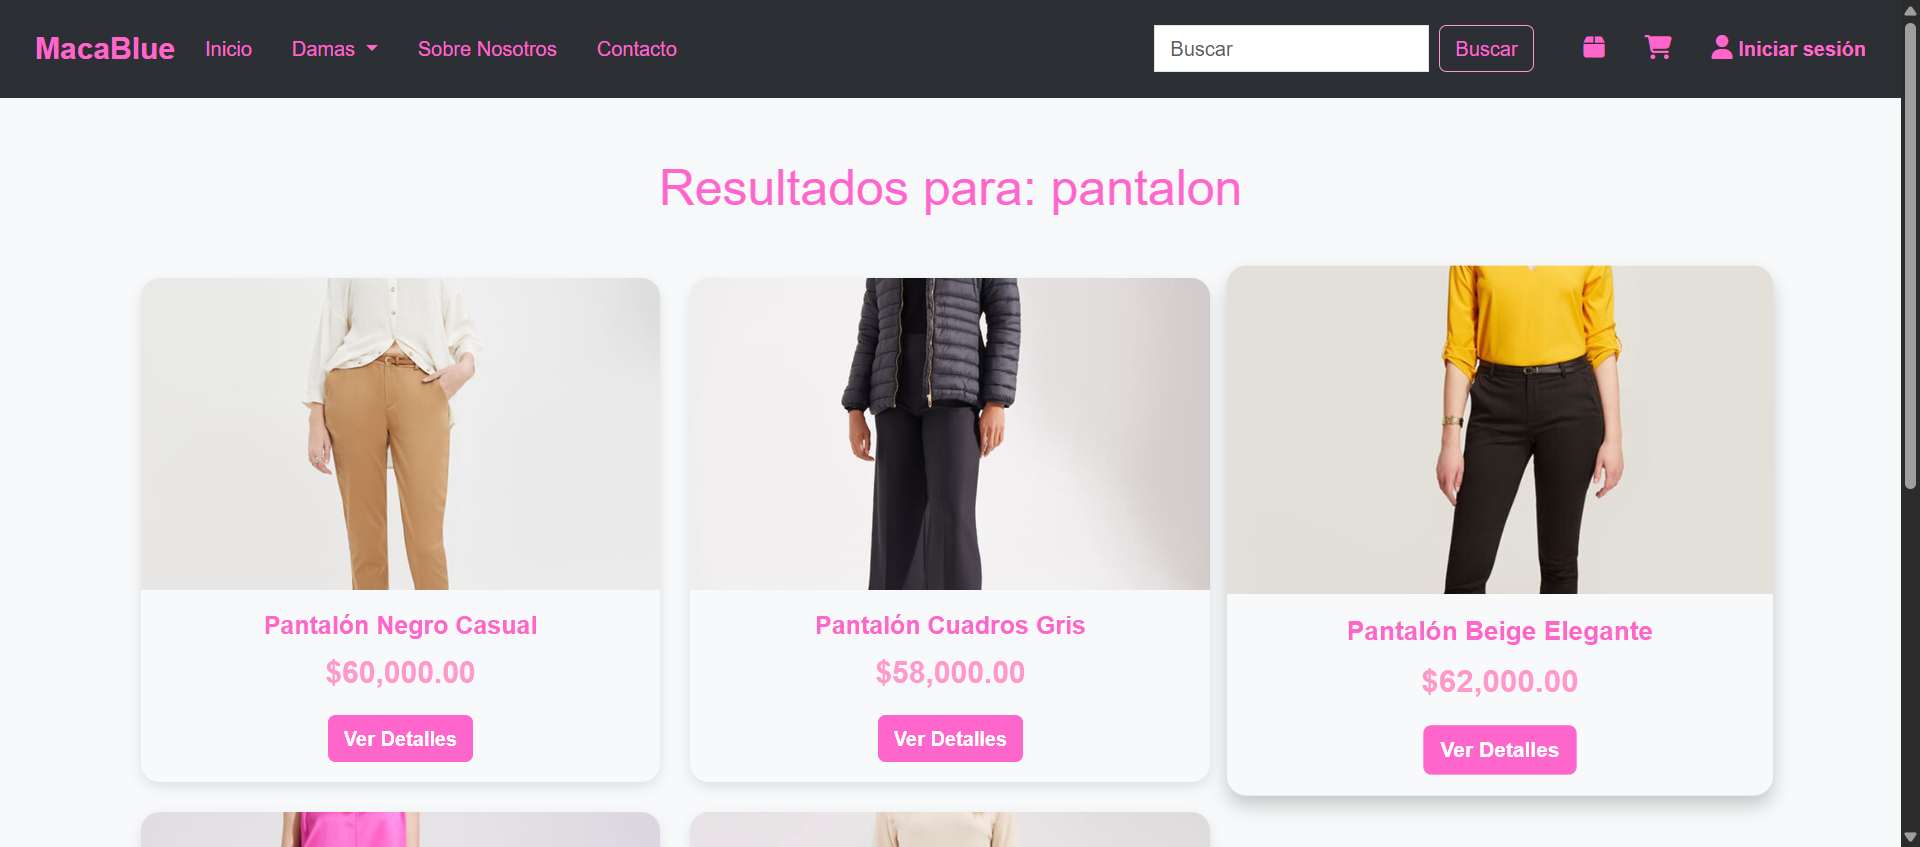 MacaBlue Inicio Damas Sobre Nosotros Contacto Buscar Buscar Iniciar sesión
Resultados para: pantalon
Pantalón Negro Casual
$60,000.00
Ver Detalles
Pantalón Cuadros Gris
$58,000.00
Ver Detalles
Pantalón Beige Elegante
$62,000.00
Ver Detalles